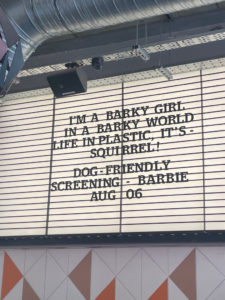 I'M A BARKY GIRL
IN A BARKY WORLD
LIFE IN PLASTIC, IT'S -
SQUIRREL!
DOG-FRIENDLY
SCREENING - BARBIE
AUG 06